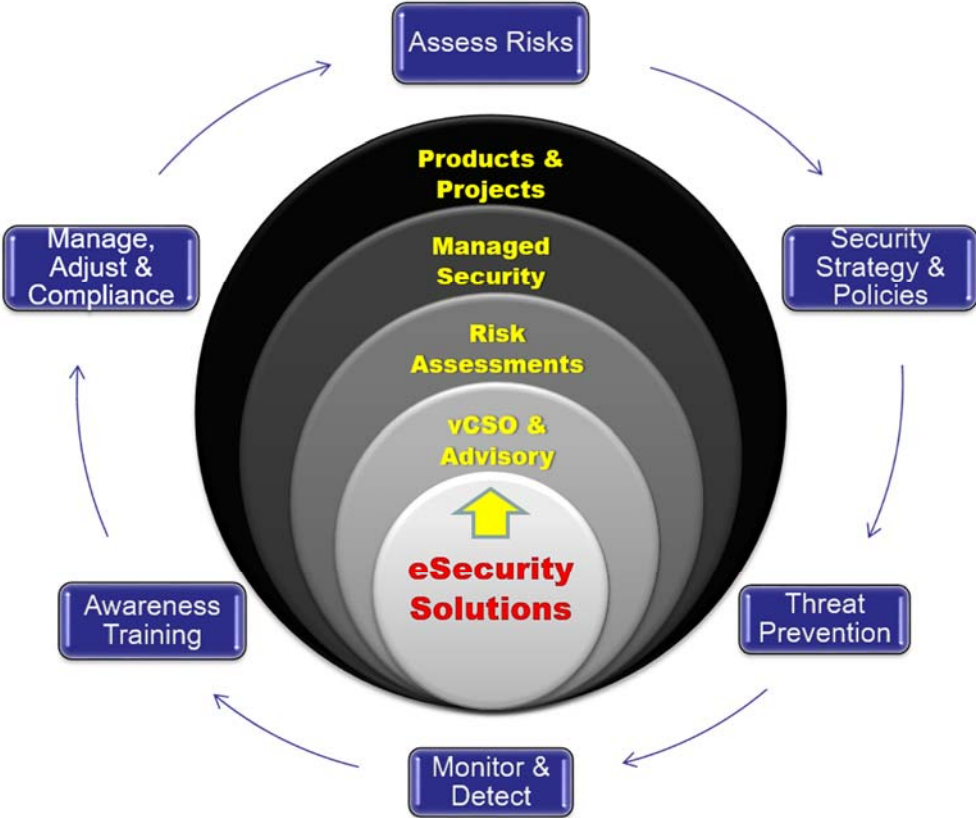 Assess Risks
Products &
Projects
Manage,
Adjust &
Compliance
Managed
Security
Security
Strategy &
Policies
Risk
Assessments
vCSO &
Advisory
eSecurity
Solutions
Awareness
Training
Threat
Prevention
Monitor &
Detect